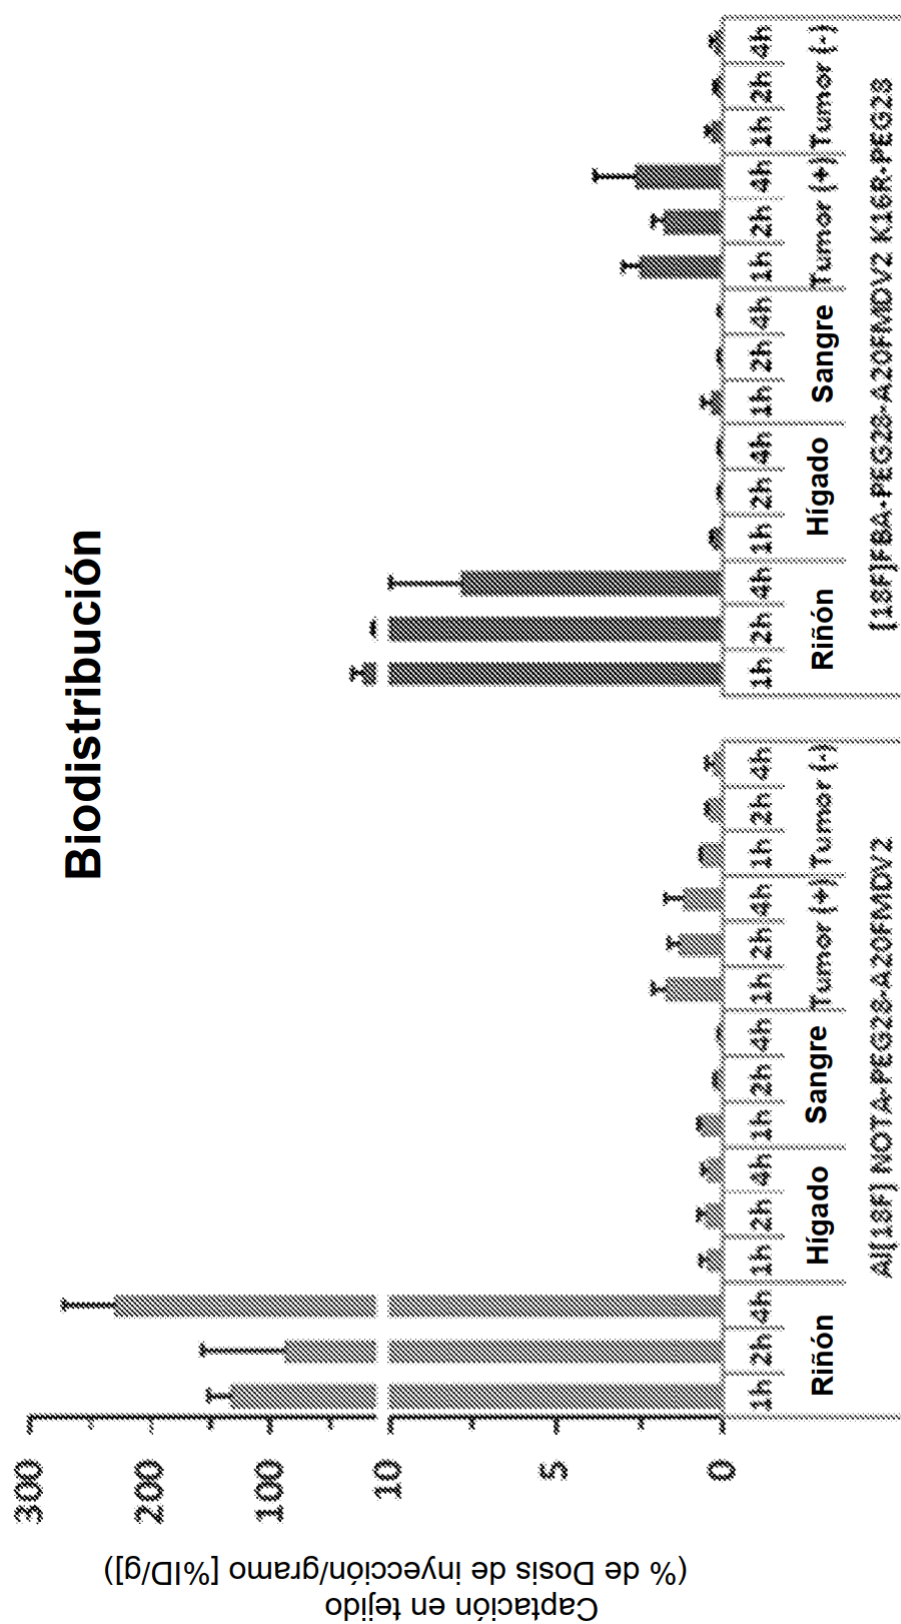 Biodistribución
Captación en tejido
(% de Dosis de inyección/gramo [%ID/g])
300
200
100
10
5
0
1h 2h 4h 1h 2h 4h 1h 2h 4h 1h 2h 4h 1h 2h 4h 1h 2h 4h 1h 2h 4h 1h 2h 4h 1h 2h 4h 1h 2h 4h
Riñón Hígado Sangre Tumor (+) Tumor (-) Riñón Hígado Sangre Tumor (+) Tumor (-)
Al[18F] NOTA-PEG28-A20FMDV2 [18F]FBA-PEG28-A20FMDV2 K16R-PEG28